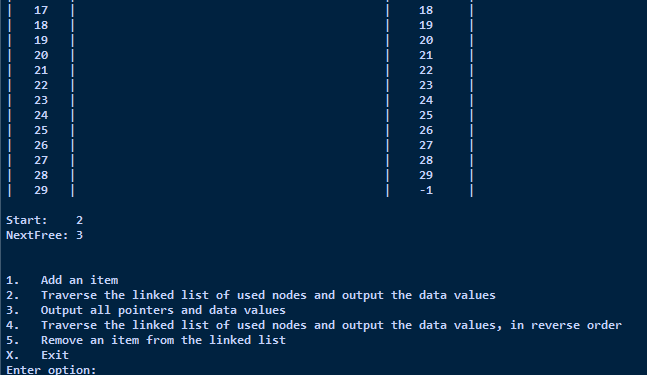 | 17 | | 18 |
| 18 | | 19 |
| 19 | | 20 |
| 20 | | 21 |
| 21 | | 22 |
| 22 | | 23 |
| 23 | | 24 |
| 24 | | 25 |
| 25 | | 26 |
| 26 | | 27 |
| 27 | | 28 |
| 28 | | 29 |
| 29 | | -1 |
Start: 2
NextFree: 3
1. Add an item
2. Traverse the linked list of used nodes and output the data values
3. Output all pointers and data values
4. Traverse the linked list of used nodes and output the data values, in reverse order
5. Remove an item from the linked list
X. Exit
Enter option: